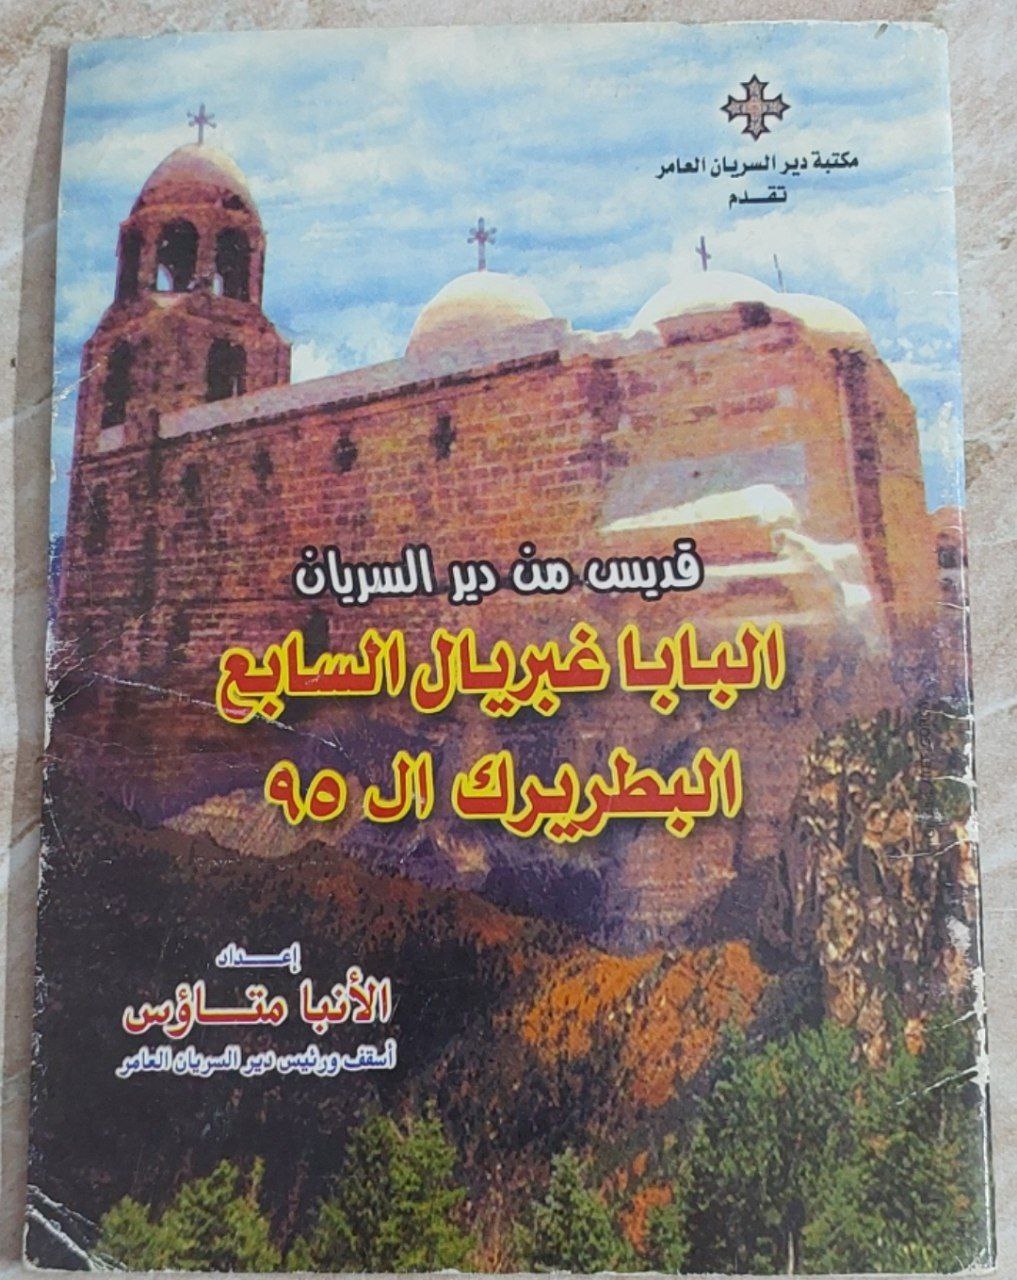 مكتبة دير السريان العامر
تقدم
قديس من دير السريان
البابا غبريال السابع
البطريرك ال ٩٥
إعداد
الأنبا متاؤس
أسقف ورئيس دير السريان العامر